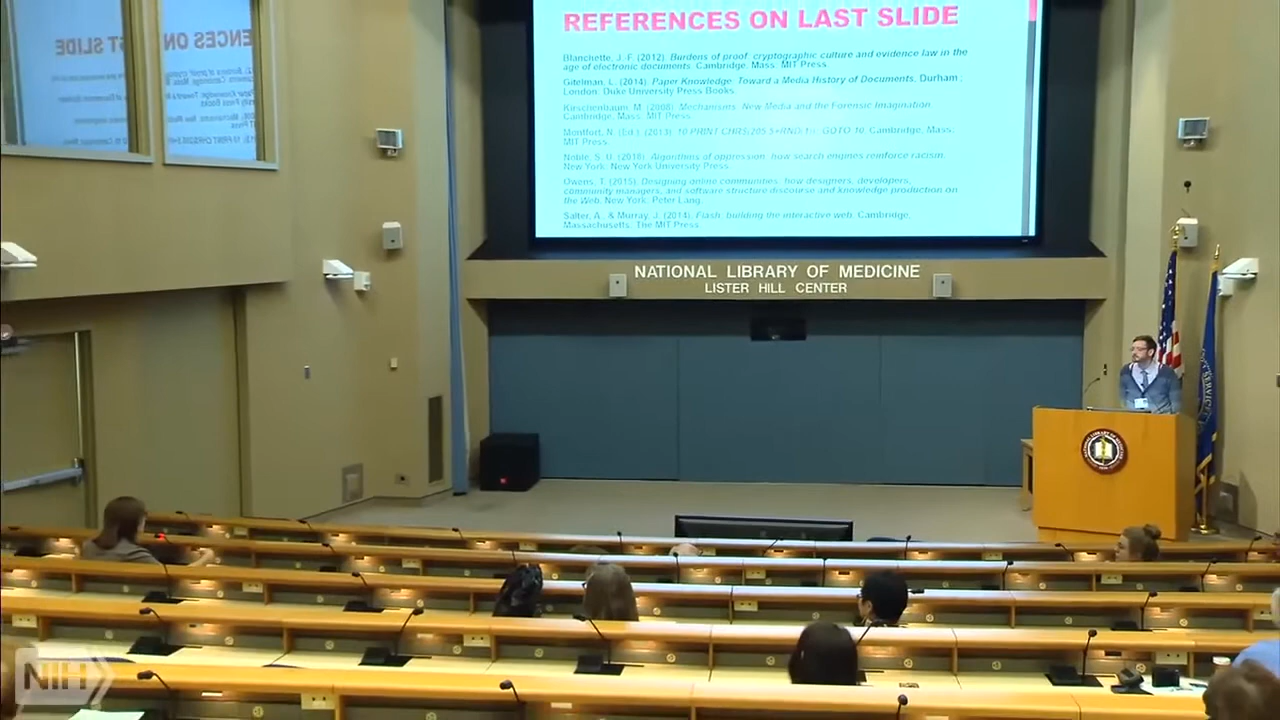 REFERENCES ON LAST SLIDE
Blanchette, J. F. (2012). Burdens of proof: cryptographic culture and evidence law in the
age of electronic documents. Cambridge, Mass: MIT Press.
Gitelman, L. (2014). Paper Knowledge: Toward a Media History of Documents. Durham ;
London: Duke University Press Books.
Kirschenbaum, M. (2008). Mechanisms: New Media and the Forensic Imagination.
Cambridge, Mass: MIT Press.
Montfort, N. (Ed.). (2013). 10 PRINT CHR$(205.5+RND(1)); : GOTO 10. Cambridge, Mass:
MIT Press.
Noble, S. U. (2018). Algorithms of oppression: how search engines reinforce racism.
New York: New York University Press.
Owens, T. (2015). Designing online communities: how designers, developers,
community managers, and software structure discourse and knowledge production on
the Web. New York: Peter Lang.
Salter, A., & Murray, J. (2014). Flash: building the interactive web. Cambridge,
Massachusetts: The MIT Press.
NATIONAL LIBRARY OF MEDICINE
LISTER HILL CENTER
NIH